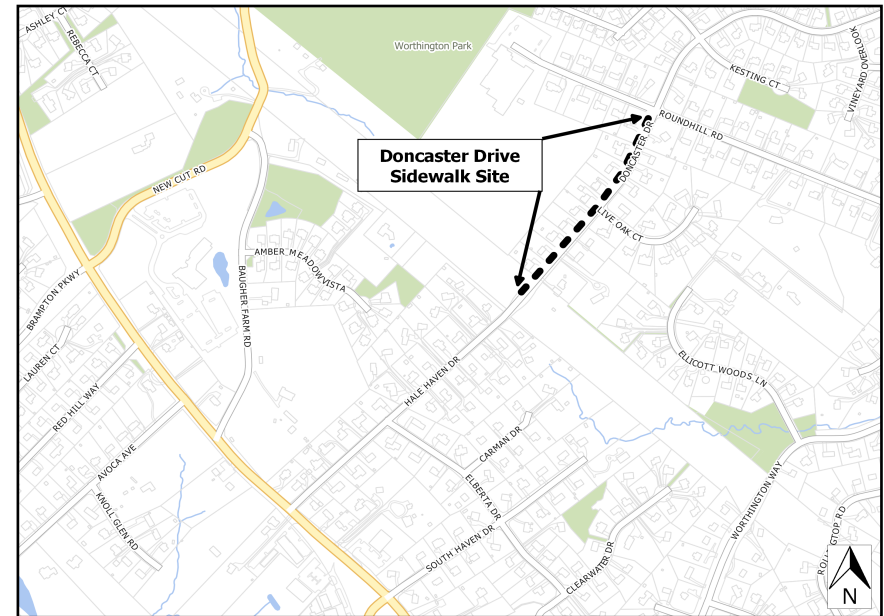 ASHLEY CT
REBECCA CT
Worthington Park
KESTING CT
VINEYARD OVERLOOK
ROUNDHILL RD
DONCASTER DR
Doncaster Drive
Sidewalk Site
NEW CUT RD
LIVE OAK CT
AMBER MEADOW VISTA
BRAMPTON PKWY
BAUGHER FARM RD
LAUREN CT
ELLICOTT WOODS LN
HALE HAVEN DR
RED HILL WAY
CARMAN DR
AVOCA AVE
ELBERTA DR
WORTHINGTON WAY
KNOLL GLEN RD
SOUTH HAVEN DR
CLEARWATER DR
N